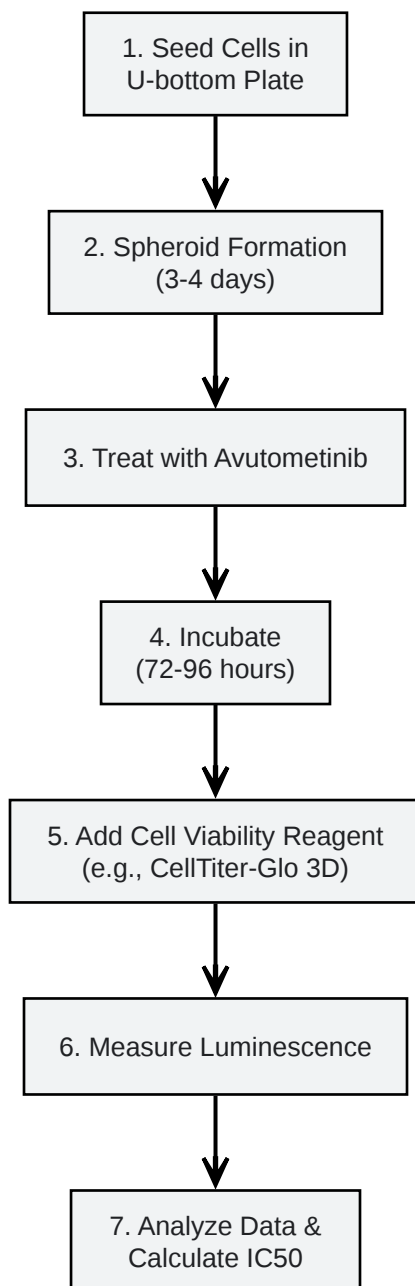 1. Seed Cells in
U-bottom Plate
2. Spheroid Formation
(3-4 days)
3. Treat with Avutometinib
4. Incubate
(72-96 hours)
5. Add Cell Viability Reagent
(e.g., CellTiter-Glo 3D)
6. Measure Luminescence
7. Analyze Data &
Calculate IC50